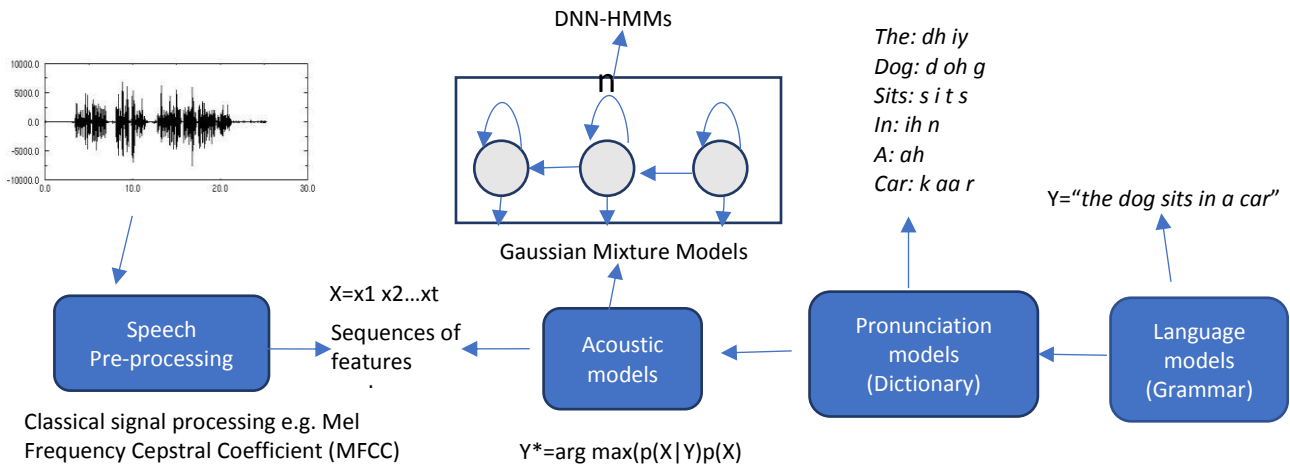 DNN-HMMs
n
The: dh iy
Dog: d oh g
Sits: s i t s
In: ih n
A: ah
Car: k aa r
10000.0
5000.0
0.0
-5000.0
-10000.0
0.0 10.0 20.0 30.0
Y=“the dog sits in a car”
Gaussian Mixture Models
X=x1 x2...xt
Sequences of
features
.
Speech
Pre-processing
Acoustic
models
Pronunciation
models
(Dictionary)
Language
models
(Grammar)
Classical signal processing e.g. Mel
Frequency Cepstral Coefficient (MFCC)
Y*=arg max(p(X|Y)p(X)